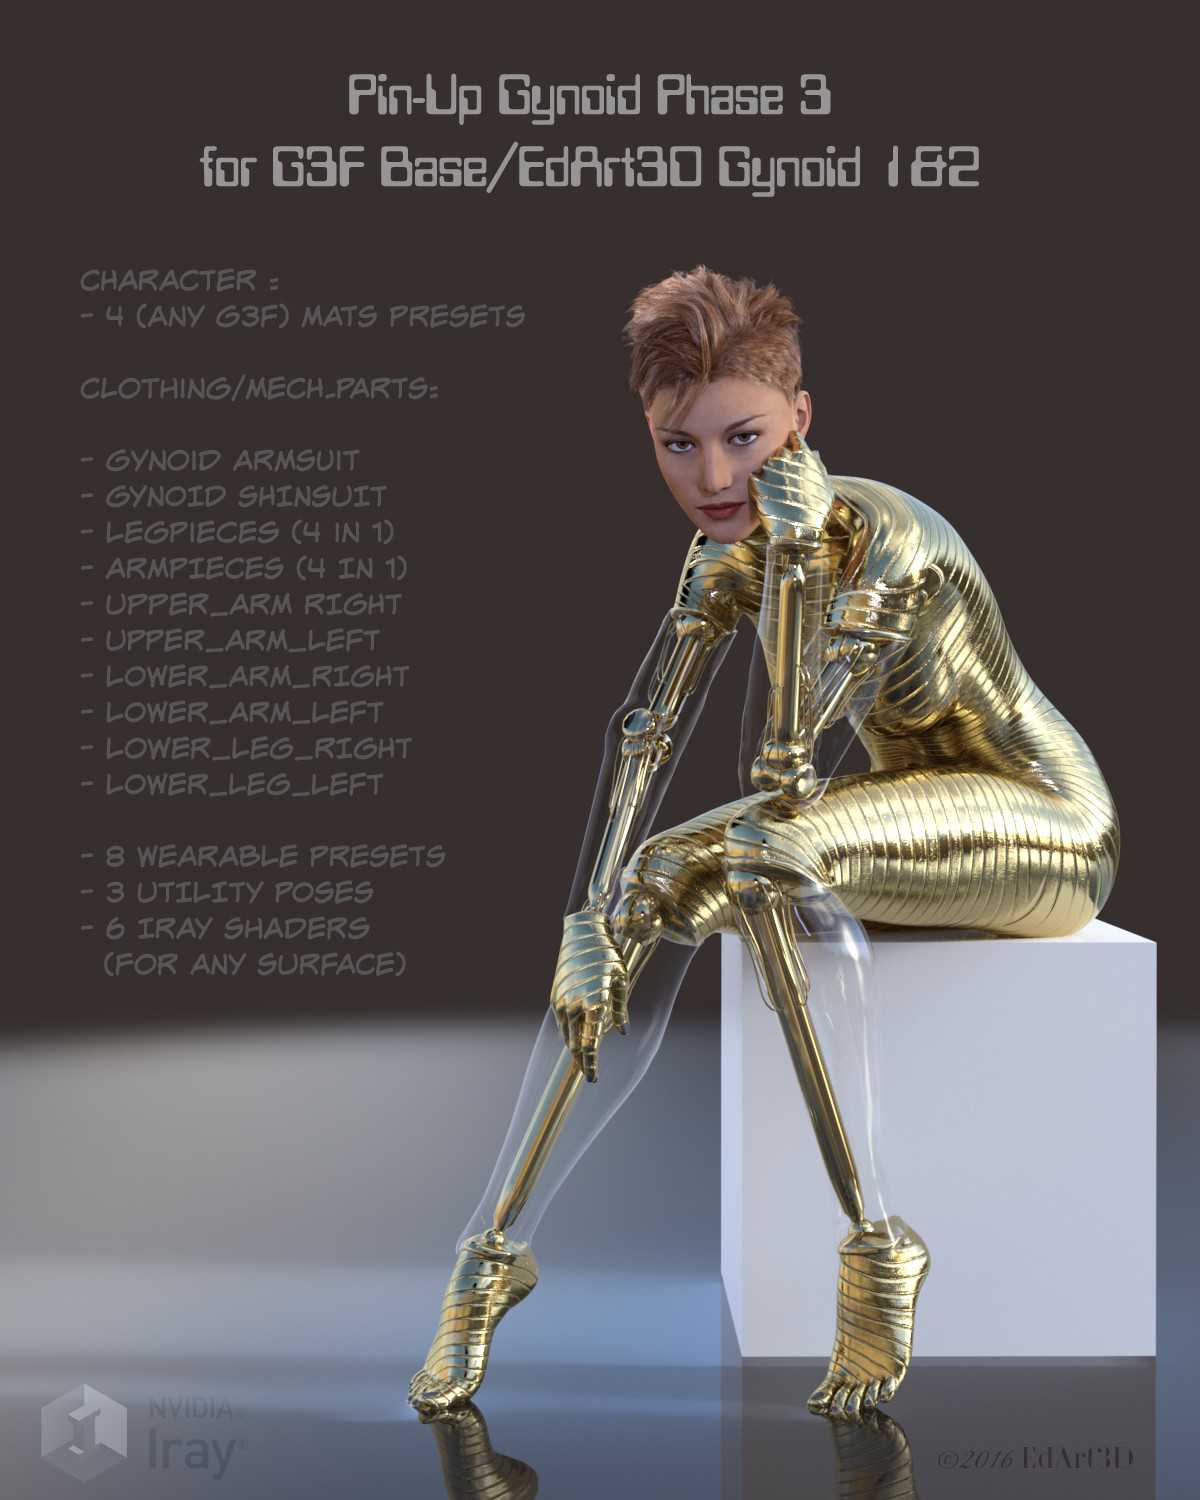 Pin-Up Gynoid Phase 3
for G3F Base/EdArt3D Gynoid 1&2
CHARACTER :
- 4 (ANY G3F) MATS PRESETS
CLOTHING/MECH_PARTS:
- GYNOID ARMSUIT
- GYNOID SHINSUIT
- LEGPIECES (4 IN 1)
- ARMPIECES (4 IN 1)
- UPPER_ARM RIGHT
- UPPER_ARM_LEFT
- LOWER_ARM_RIGHT
- LOWER_ARM_LEFT
- LOWER_LEG_RIGHT
- LOWER_LEG_LEFT
- 8 WEARABLE PRESETS
- 3 UTILITY POSES
- 6 IRAY SHADERS
(FOR ANY SURFACE)
NVIDIA®
Iray®
©2016 EdArt3D